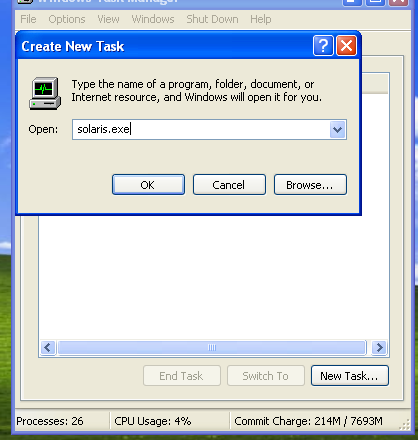 Windows Task Manager
File Options View Windows Shut Down Help
Create New Task
Type the name of a program, folder, document, or
Internet resource, and Windows will open it for you.
Open: solaris.exe
OK Cancel Browse...
End Task Switch To New Task...
Processes: 26 CPU Usage: 4% Commit Charge: 214M / 7693M